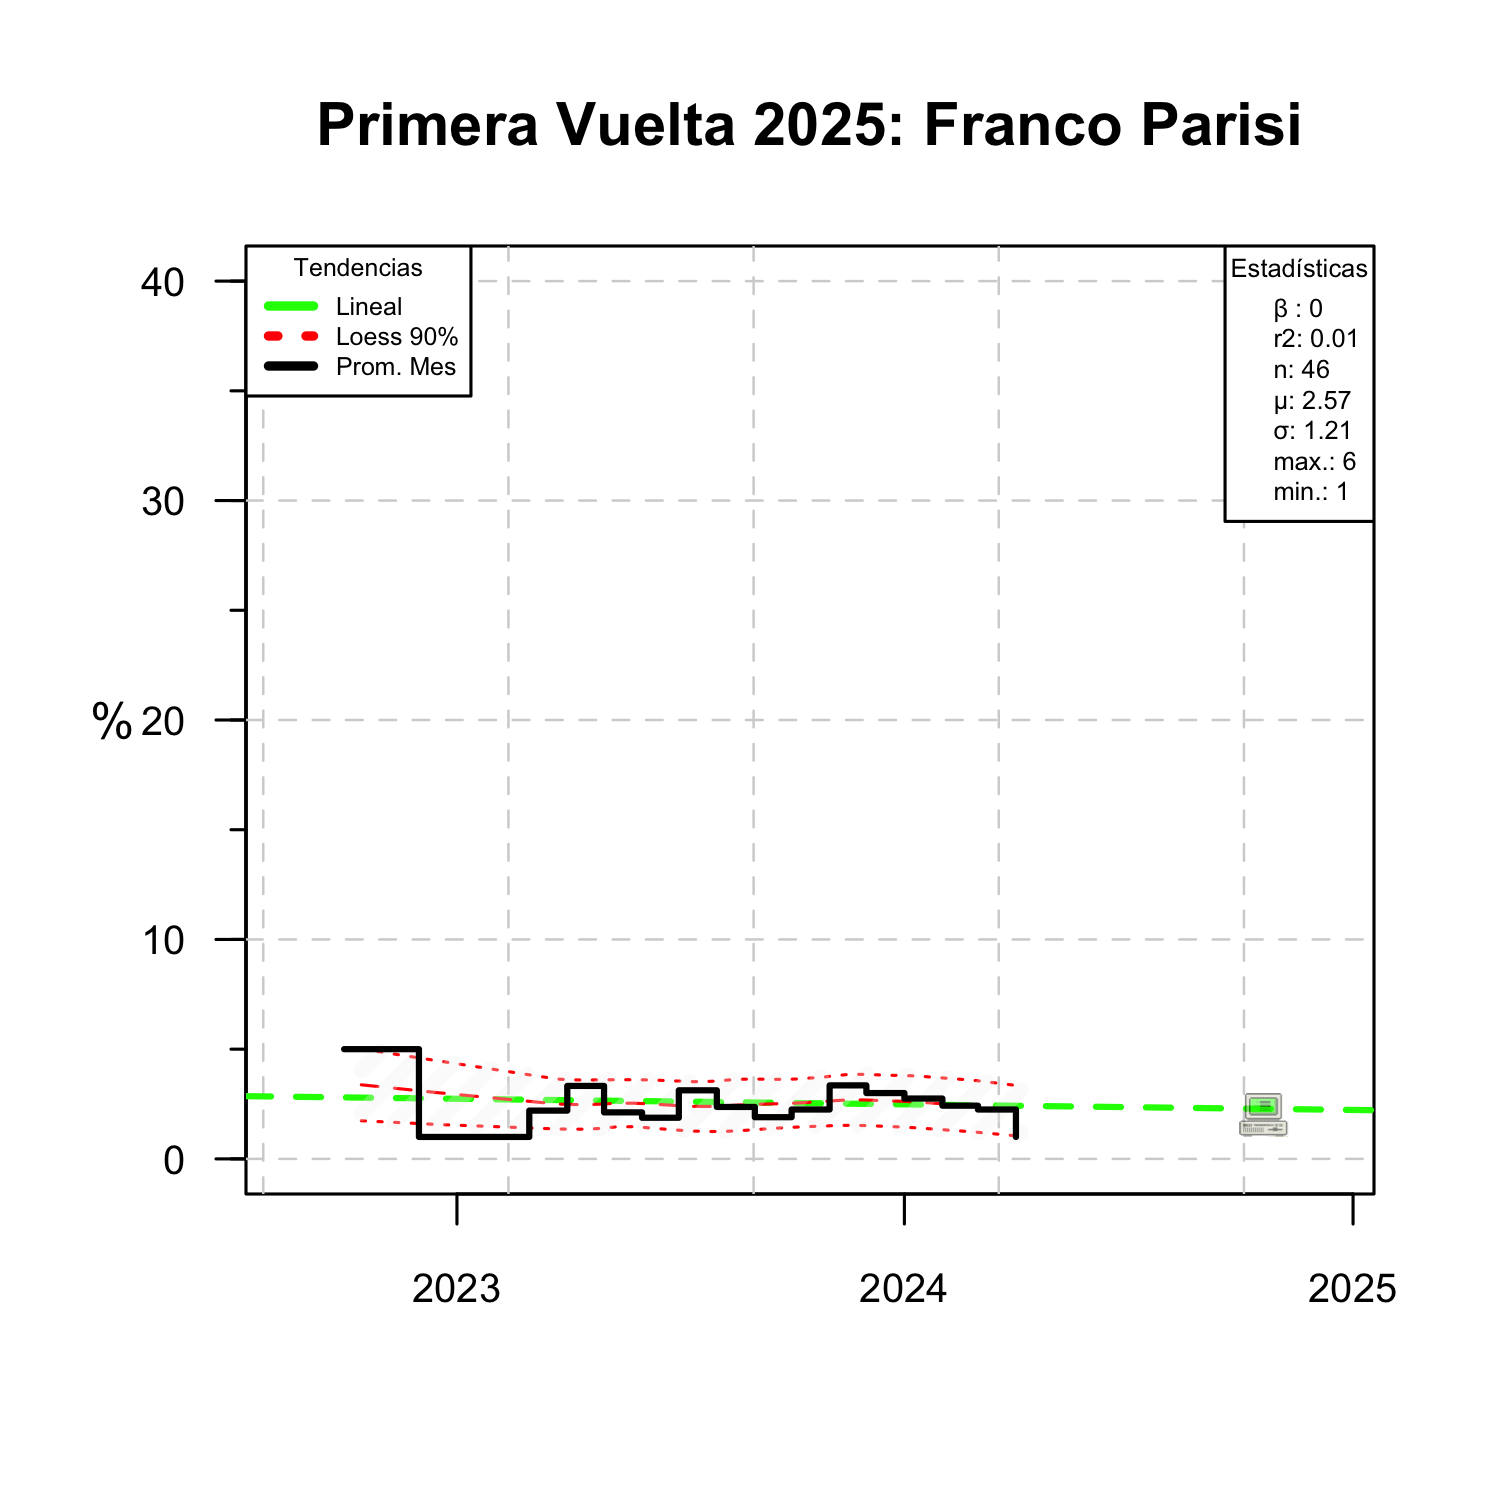 Primera Vuelta 2025: Franco Parisi
Tendencias
Lineal
Loess 90%
Prom. Mes
Estadísticas
β : 0
r2: 0.01
n: 46
μ: 2.57
σ: 1.21
max.: 6
min.: 1
%
40
30
20
10
0
2023
2024
2025